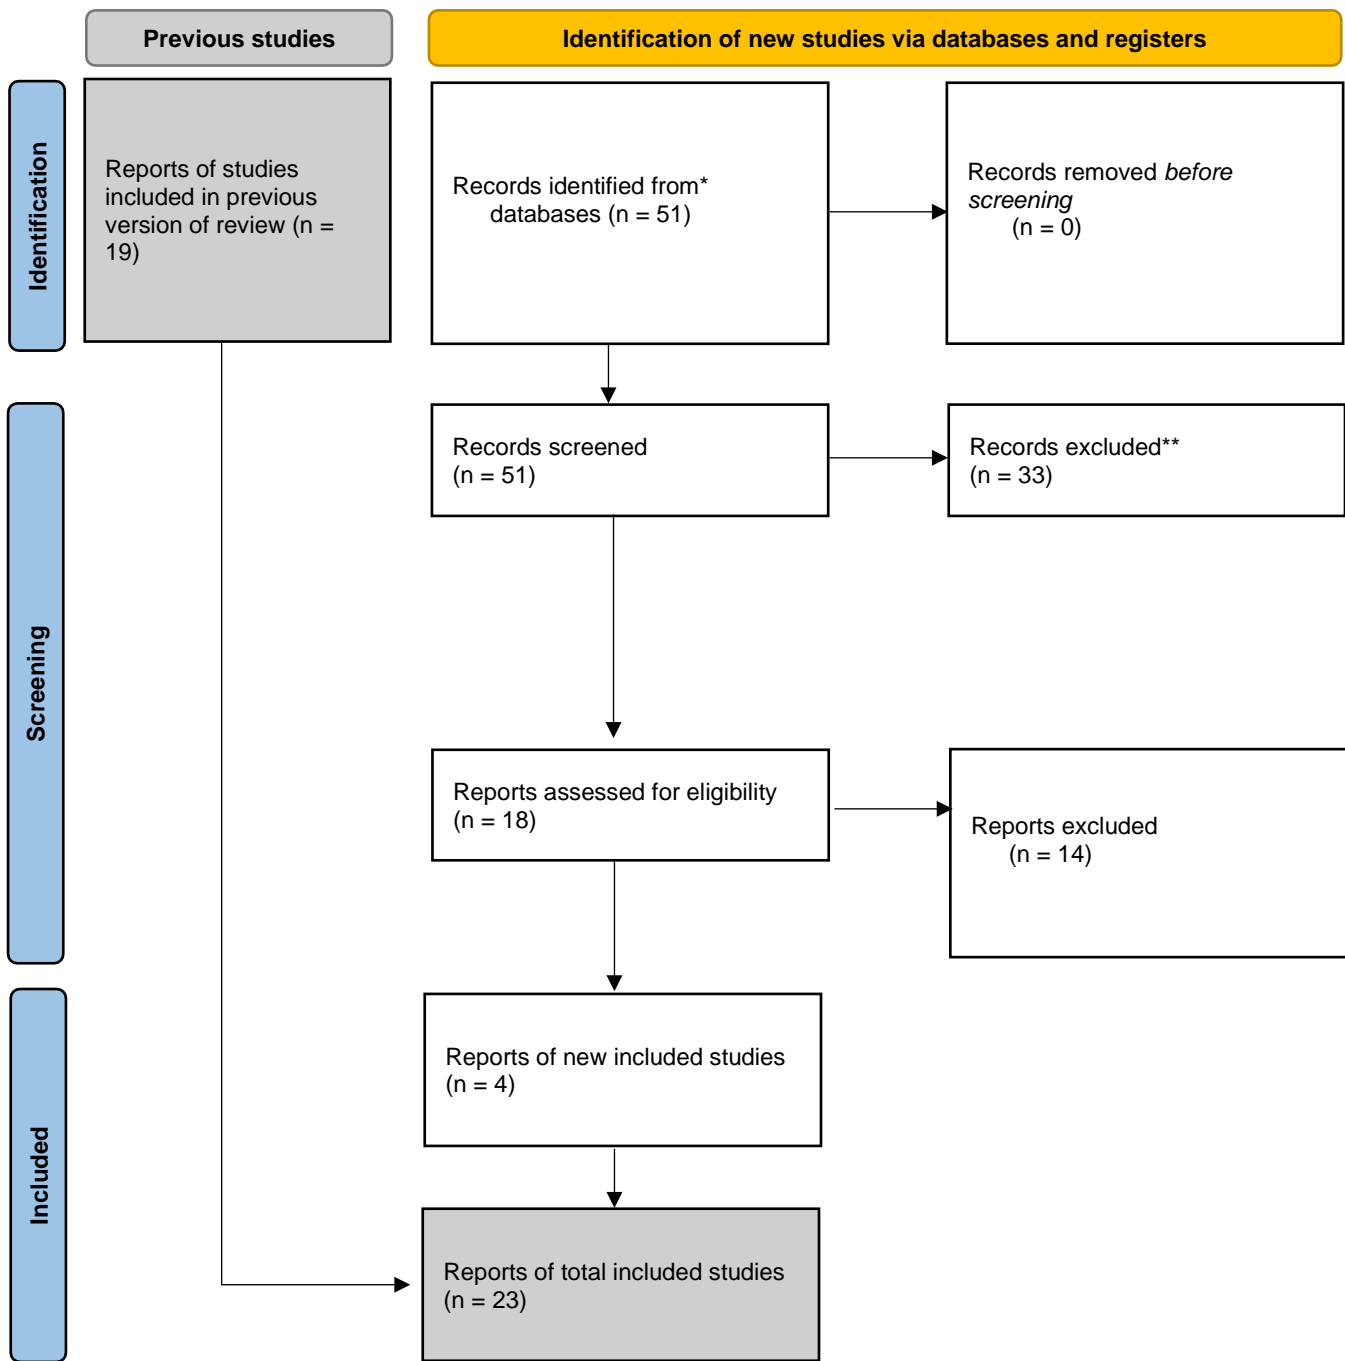 Previous studies
Identification of new studies via databases and registers
Identification
Reports of studies
included in previous
version of review (n =
19)
Records identified from*
databases (n = 51)
Records removed before
screening
(n = 0)
Screening
Records screened
(n = 51)
Records excluded**
(n = 33)
Reports assessed for eligibility
(n = 18)
Reports excluded
(n = 14)
Included
Reports of new included studies
(n = 4)
Reports of total included studies
(n = 23)